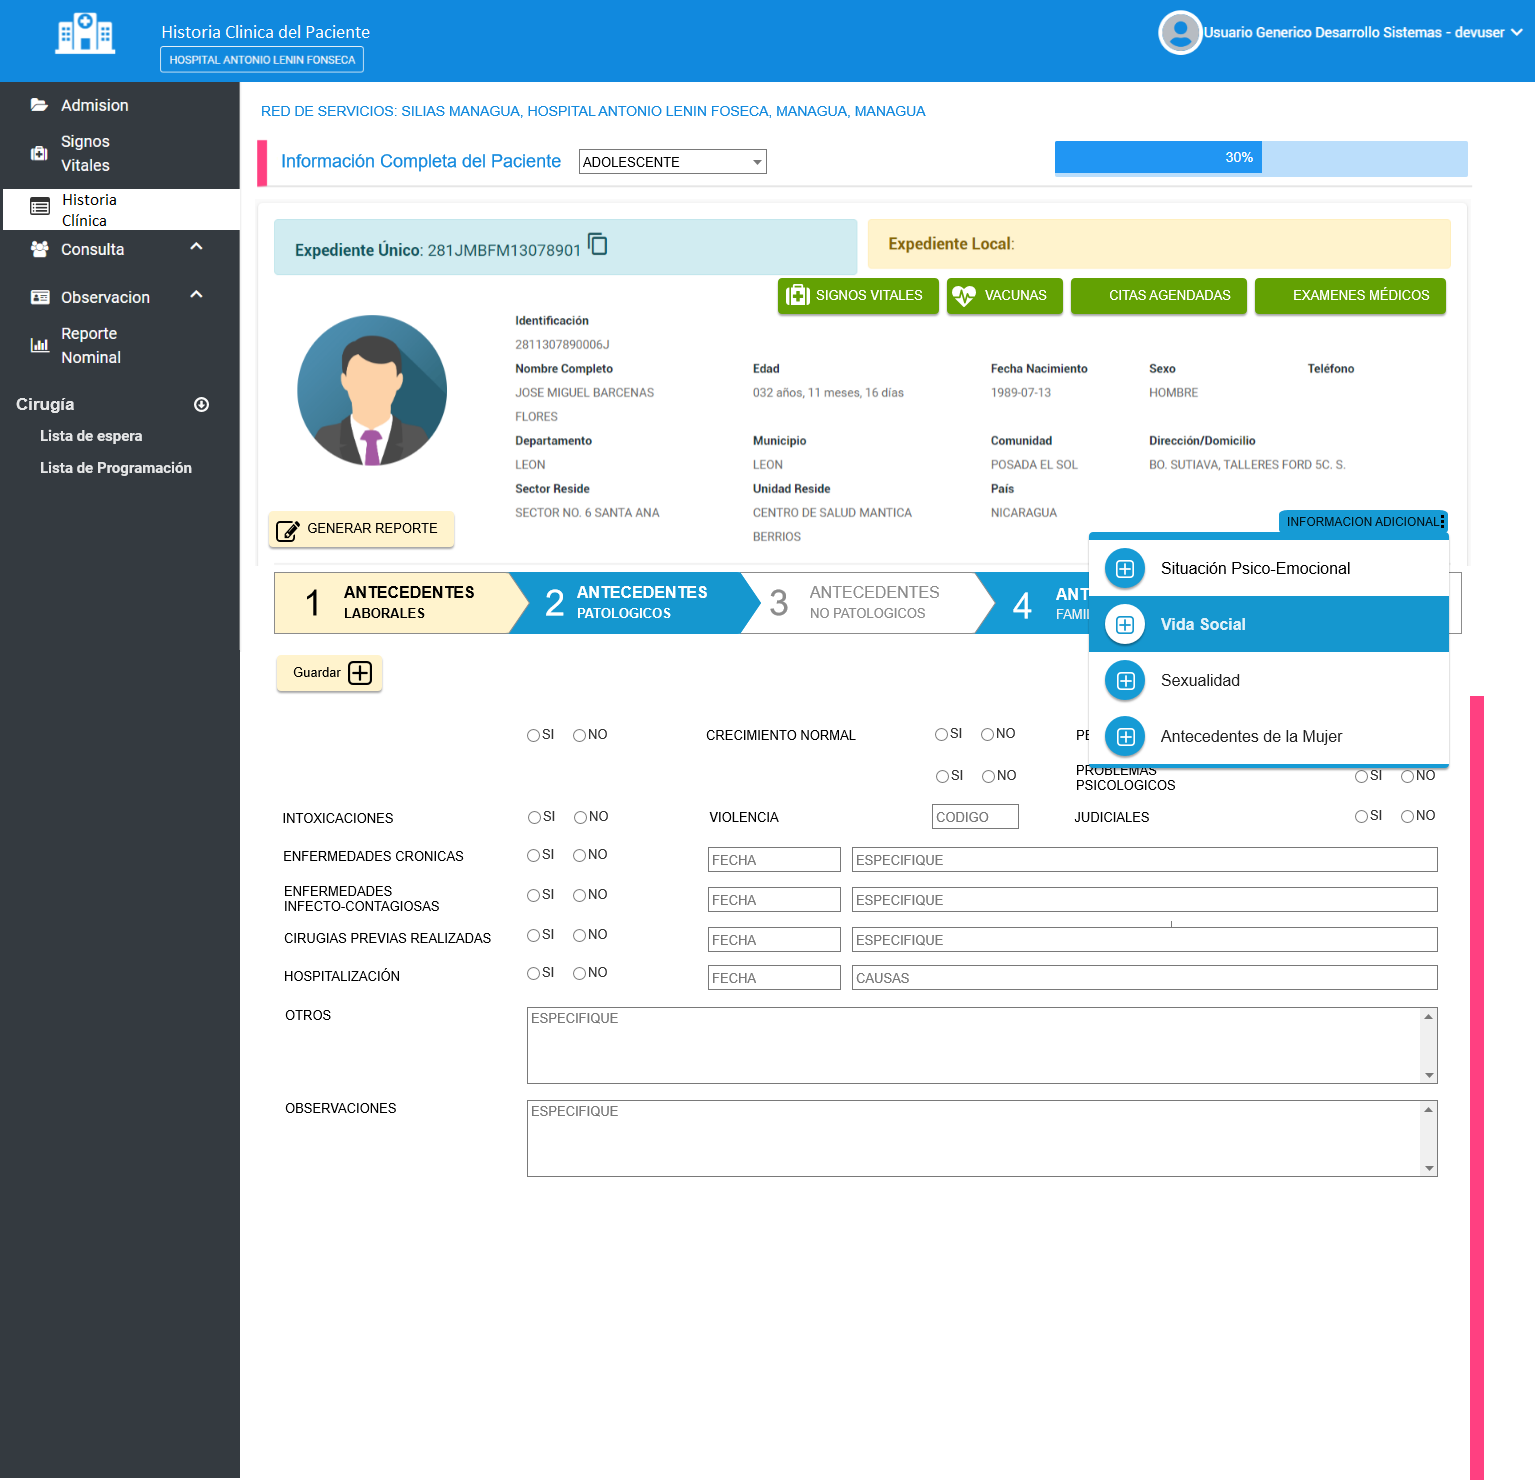 Historia Clinica del Paciente
HOSPITAL ANTONIO LENIN FONSECA
Usuario Generico Desarrollo Sistemas - devuser
Admision
Signos
Vitales
Historia
Clínica
Consulta
Observacion
Reporte
Nominal
Cirugía
Lista de espera
Lista de Programación
RED DE SERVICIOS: SILIAS MANAGUA, HOSPITAL ANTONIO LENIN FOSECA, MANAGUA, MANAGUA
Información Completa del Paciente ADOLESCENTE 30%
Expediente Único: 281JMBFM13078901
Expediente Local:
SIGNOS VITALES VACUNAS CITAS AGENDADAS EXAMENES MÉDICOS
Identificación
2811307890006J
Nombre Completo Edad Fecha Nacimiento Sexo Teléfono
JOSE MIGUEL BARCENAS 032 años, 11 meses, 16 días 1989-07-13 HOMBRE
FLORES
Departamento Municipio Comunidad Dirección/Domicilio
LEON LEON POSADA EL SOL BO. SUTIAVA, TALLERES FORD 5C. S.
Sector Reside Unidad Reside País
SECTOR NO. 6 SANTA ANA CENTRO DE SALUD MANTICA NICARAGUA
BERRIOS
GENERAR REPORTE
INFORMACION ADICIONAL
Situación Psico-Emocional
Vida Social
Sexualidad
Antecedentes de la Mujer
1 ANTECEDENTES
LABORALES
2 ANTECEDENTES
PATOLOGICOS
3 ANTECEDENTES
NO PATOLOGICOS
4 ANT
FAMI
Guardar
SI NO CRECIMIENTO NORMAL SI NO
SI NO PROBLEMAS
PSICOLOGICOS SI NO
INTOXICACIONES SI NO VIOLENCIA CODIGO JUDICIALES SI NO
ENFERMEDADES CRONICAS SI NO FECHA ESPECIFIQUE
ENFERMEDADES
INFECTO-CONTAGIOSAS SI NO FECHA ESPECIFIQUE
CIRUGIAS PREVIAS REALIZADAS SI NO FECHA ESPECIFIQUE
HOSPITALIZACIÓN SI NO FECHA CAUSAS
OTROS ESPECIFIQUE
OBSERVACIONES ESPECIFIQUE